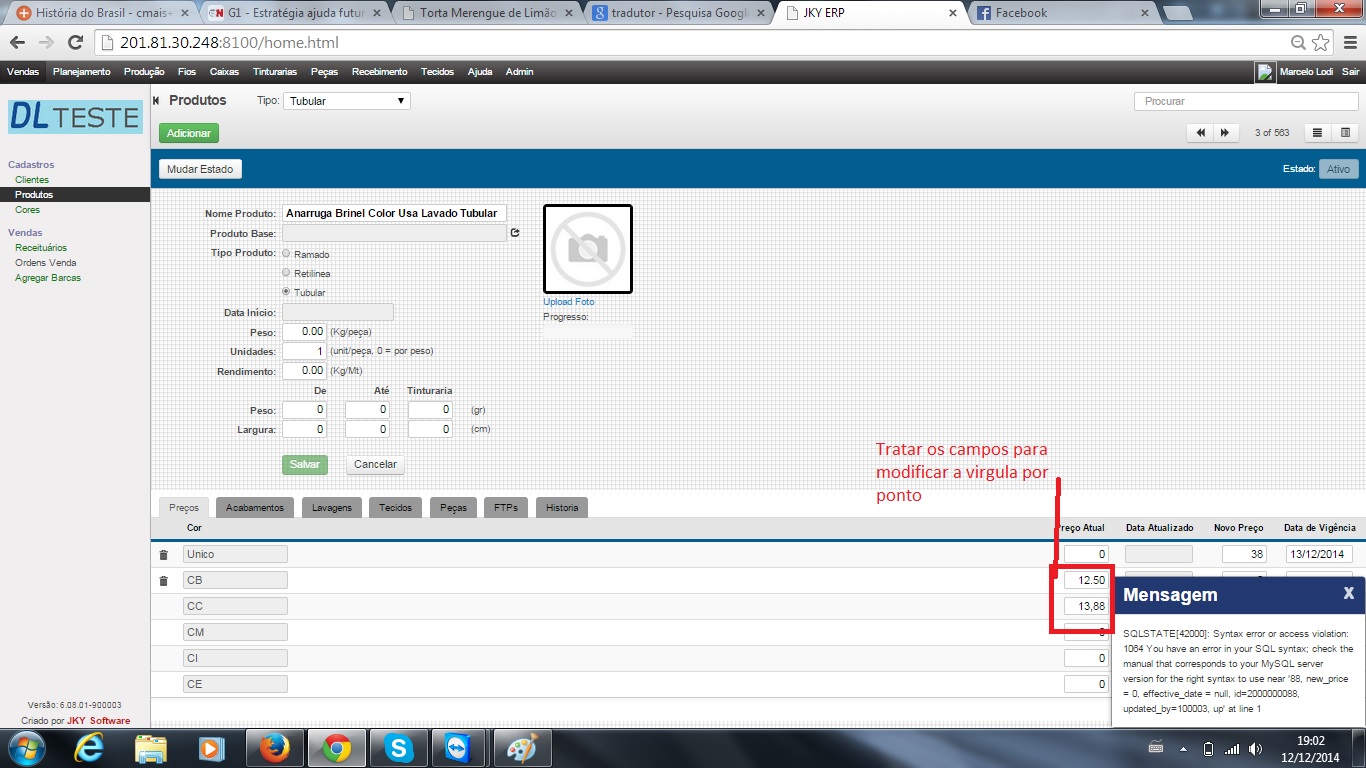 História do Brasil - cmais+
G1 - Estratégia ajuda futur
Torta Merengue de Limão
tradutor - Pesquisa Google
JKY ERP
Facebook
201.81.30.248:8100/home.html
Vendas Planejamento Produção Fios Caixas Tinturarias Peças Recebimento Tecidos Ajuda Admin Marcelo Lodi Sair
DL TESTE
Produtos Tipo: Tubular Procurar
Adicionar 3 of 563
Mudar Estado Estado: Ativo
Cadastros
Clientes
Produtos
Cores
Vendas
Receituários
Ordens Venda
Agregar Barcas
Nome Produto: Anarruga Brinel Color Usa Lavado Tubular
Produto Base:
Tipo Produto: Ramado
Retilinea
Tubular
Data Inicio:
Peso: 0.00 (Kg/peça)
Unidades: 1 (unit/peça, 0 = por peso)
Rendimento: 0.00 (Kg/Mt)
De Até Tinturaria
Peso: 0 0 0 (gr)
Largura: 0 0 0 (cm)
Salvar Cancelar
Upload Foto
Progresso:
Tratar os campos para
modificar a virgula por
ponto
Preços Acabamentos Lavagens Tecidos Peças FTPs Historia
Cor Preço Atual Data Atualizado Novo Preço Data de Vigência
Unico 0 38 13/12/2014
CB 12.50
CC 13,88
CM
CI 0
CE 0
Mensagem X
SQLSTATE[42000]: Syntax error or access violation:
1064 You have an error in your SQL syntax; check the
manual that corresponds to your MySQL server
version for the right syntax to use near '88, new_price
= 0, effective_date = null, id=2000000088,
updated_by=100003, up' at line 1
Versão: 6.08.01-900003
Criado por JKY Software
19:02
12/12/2014